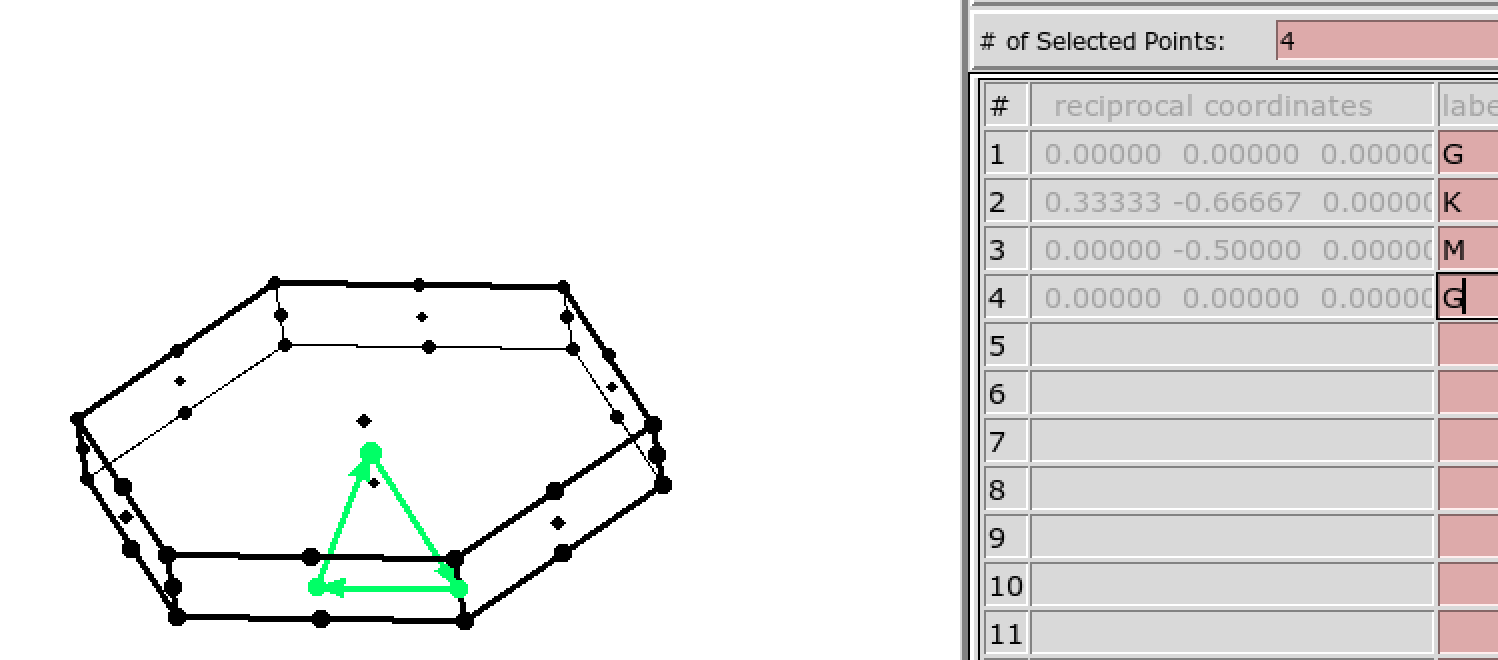 # of Selected Points: 4
# reciprocal coordinates labe
1 0.00000 0.00000 0.00000 G
2 0.33333 -0.66667 0.00000 K
3 0.00000 -0.50000 0.00000 M
4 0.00000 0.00000 0.00000 G
5
6
7
8
9
10
11